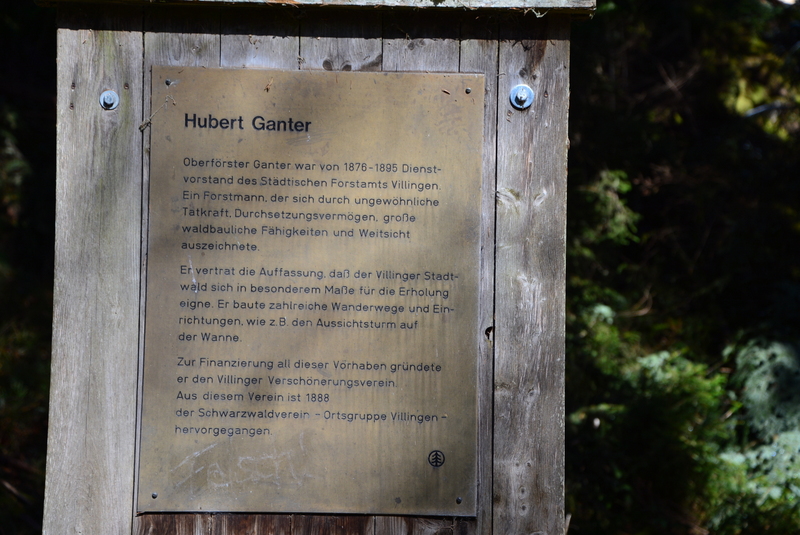 Hubert Ganter
Oberförster Ganter war von 1876-1895 Dienst-
vorstand des Städtischen Forstamts Villingen.
Ein Forstmann, der sich durch ungewöhnliche
Tatkraft, Durchsetzungsvermögen, große
waldbauliche Fähigkeiten und Weitsicht
auszeichnete.
Er vertrat die Auffassung, daß der Villinger Stadt-
wald sich in besonderem Maße für die Erholung
eigne. Er baute zahlreiche Wanderwege und Ein-
richtungen, wie z.B. den Aussichtsturm auf
der Wanne.
Zur Finanzierung all dieser Vorhaben gründete
er den Villinger Verschönerungsverein.
Aus diesem Verein ist 1888
der Schwarzwaldverein - Ortsgruppe Villingen -
hervorgegangen.